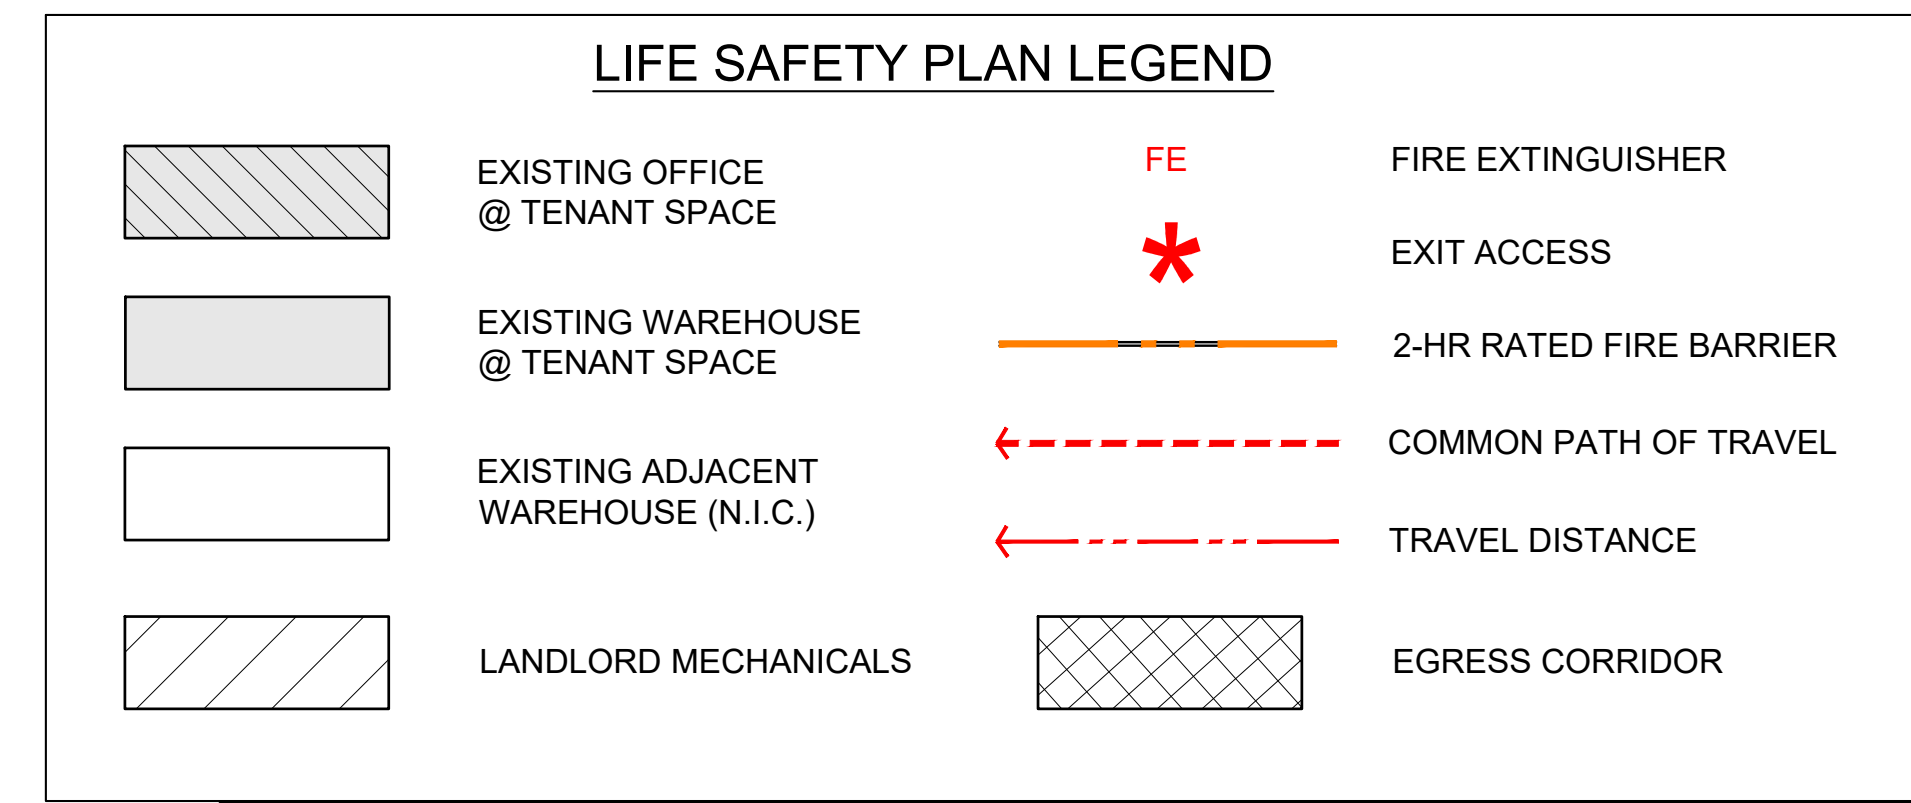 LIFE SAFETY PLAN LEGEND
EXISTING OFFICE
@ TENANT SPACE
EXISTING WAREHOUSE
@ TENANT SPACE
EXISTING ADJACENT
WAREHOUSE (N.I.C.)
LANDLORD MECHANICALS
FE
FIRE EXTINGUISHER
*
EXIT ACCESS
2-HR RATED FIRE BARRIER
COMMON PATH OF TRAVEL
TRAVEL DISTANCE
EGRESS CORRIDOR